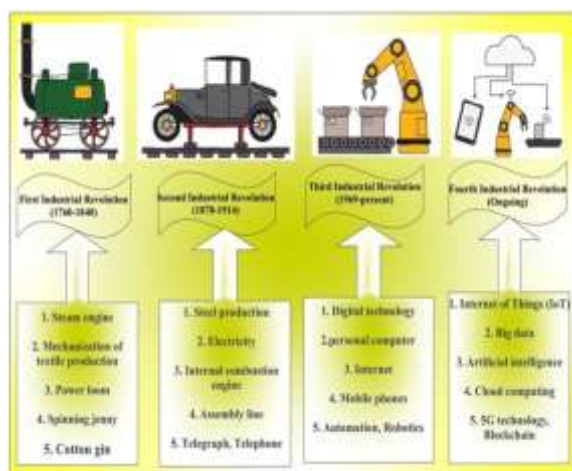 First Industrial Revolution
(1760-1840)
1. Steam engine
2. Mechanization of
textile production
3. Power loom
4. Spinning jenny
5. Cotton gin
Second Industrial Revolution
(1870-1914)
1. Steel production
2. Electricity
3. Internal combustion
engine
4. Assembly line
5. Telegraph, Telephone
Third Industrial Revolution
(1969-present)
1. Digital technology
2.personal computer
3. Internet
4. Mobile phones
5. Automation, Robotics
Fourth Industrial Revolution
(Ongoing)
1. Internet of Things (IoT)
2. Big data
3. Artificial intelligence
4. Cloud computing
5. 5G technology,
Blockchain